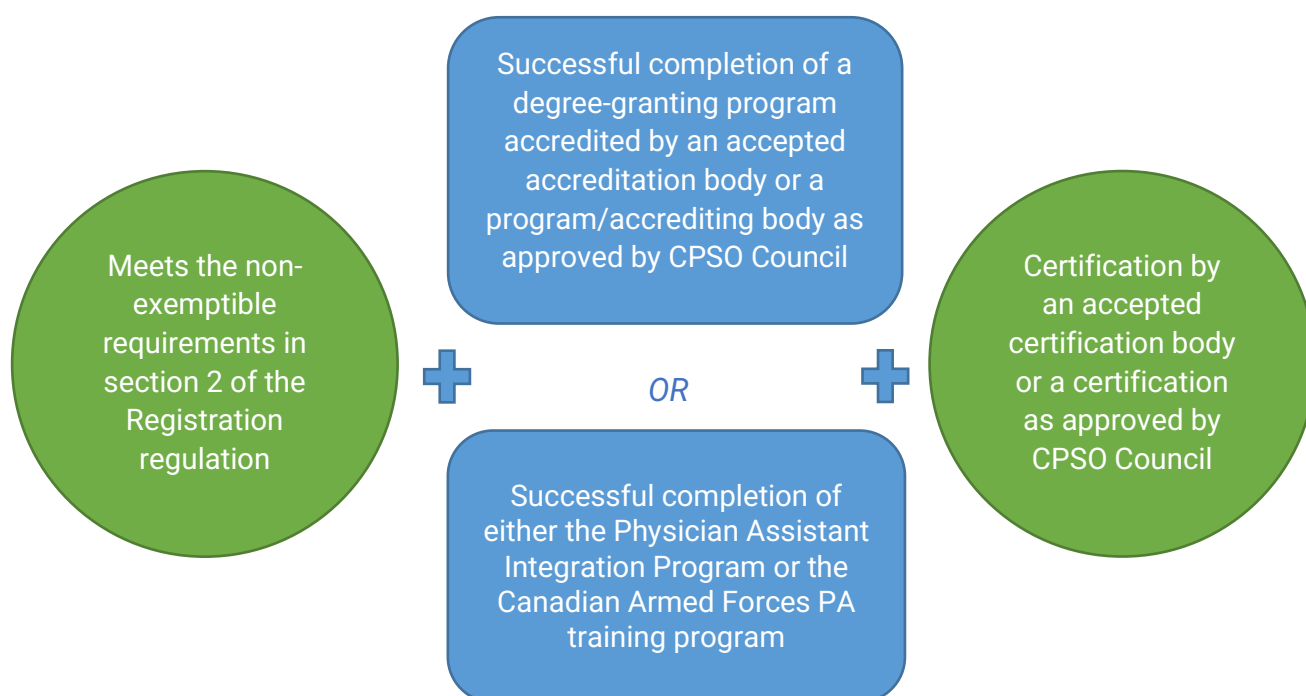 Meets the non-
exemptible
requirements in
section 2 of the
Registration
regulation
Successful completion of a
degree-granting program
accredited by an accepted
accreditation body or a
program/accrediting body as
approved by CPSO Council
OR
Successful completion of
either the Physician Assistant
Integration Program or the
Canadian Armed Forces PA
training program
Certification by
an accepted
certification body
or a certification
as approved by
CPSO Council